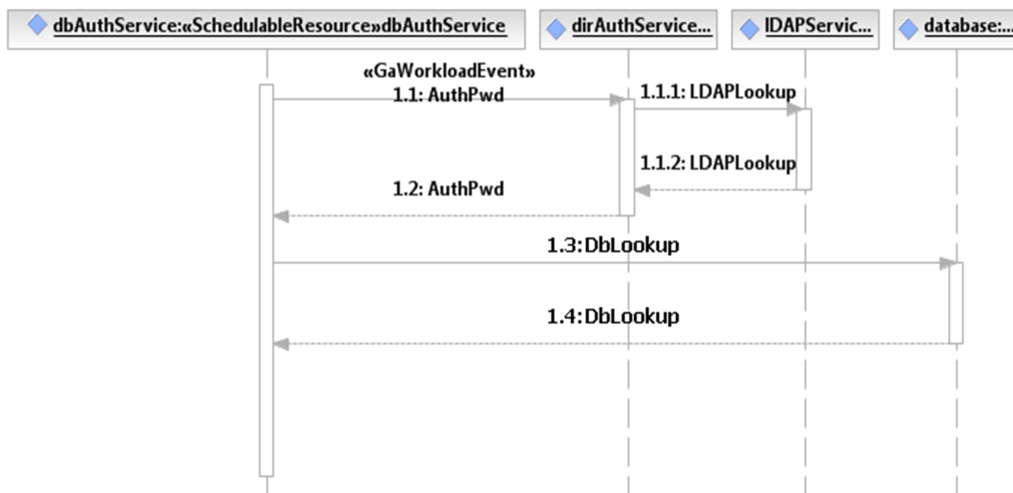 dbAuthService:«SchedulableResource»dbAuthService
dirAuthService...
lDAPServic...
database:...
«GaWorkloadEvent»
1.1: AuthPwd
1.1.1: LDAPLookup
1.1.2: LDAPLookup
1.2: AuthPwd
1.3:DbLookup
1.4:DbLookup